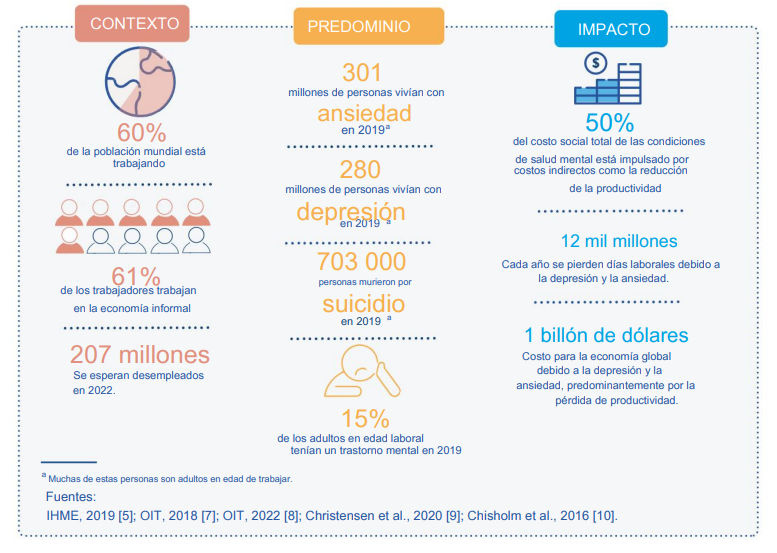 CONTEXTO
60%
de la población mundial está
trabajando
61%
de los trabajadores trabajan
en la economía informal
207 millones
Se esperan desempleados
en 2022.
PREDOMINIO
301
millones de personas vivían con
ansiedad
en 2019 a
280
millones de personas vivían con
depresión
en 2019 a
703 000
personas murieron por
suicidio
en 2019 a
15%
de los adultos en edad laboral
tenían un trastorno mental en 2019
IMPACTO
$
50%
del costo social total de las condiciones
de salud mental está impulsado por
costos indirectos como la reducción
de la productividad
12 mil millones
Cada año se pierden días laborales debido a
la depresión y la ansiedad.
1 billón de dólares
Costo para la economía global
debido a la depresión y la
ansiedad, predominantemente por la
pérdida de productividad.
a Muchas de estas personas son adultos en edad de trabajar.
Fuentes:
IHME, 2019 [5]; OIT, 2018 [7]; OIT, 2022 [8]; Christensen et al., 2020 [9]; Chisholm et al., 2016 [10].